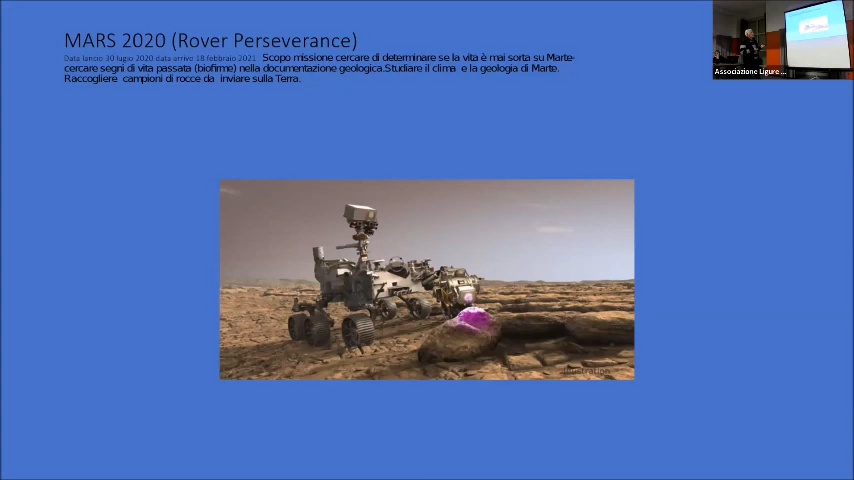 MARS 2020 (Rover Perseverance)
Data lancio 30 luglio 2020 data arrivo 18 febbraio 2021 Scopo missione cercare di determinare se la vita è mai sorta su Marte-
cercare segni di vita passata (biofirme) nella documentazione geologica.Studiare il clima e la geologia di Marte.
Raccogliere campioni di rocce da inviare sulla Terra.
Associazione Ligure ...
Illustration